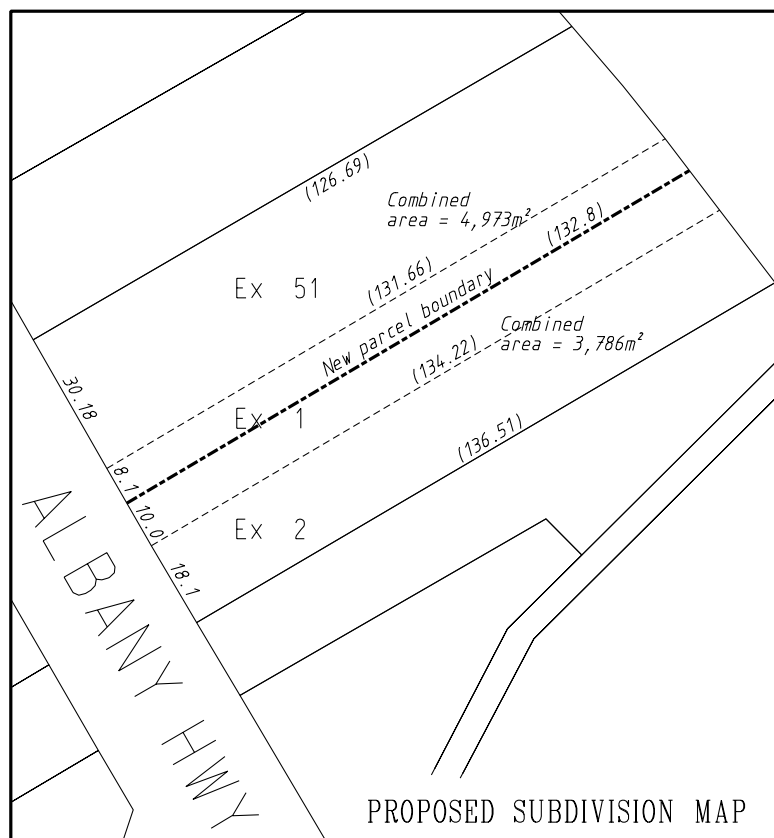 (126.69)
Combined
area = 4,973m²
(132.8)
Ex 51
(131.66)
New parcel boundary
Combined
area = 3,786m²
(134.22)
30.18
Ex 1
(136.51)
8.1
10.0
Ex 2
18.1
ALBANY HWY
PROPOSED SUBDIVISION MAP